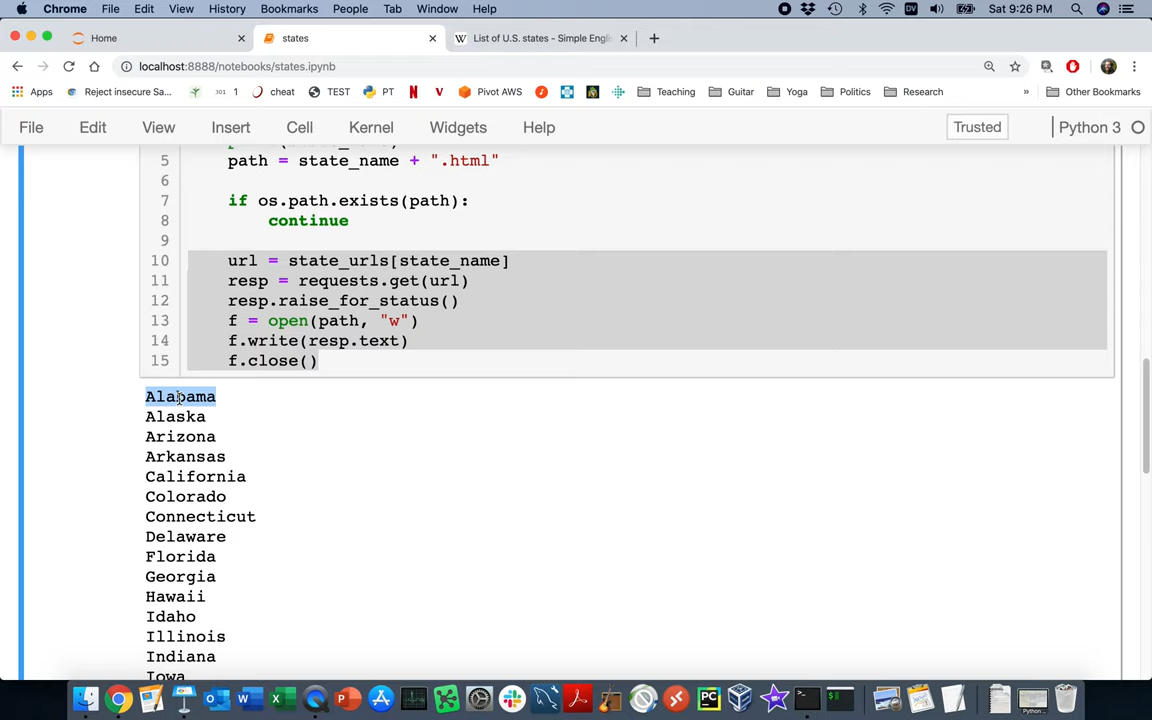 Chrome File Edit View History Bookmarks People Tab Window Help DV Sat 9:26 PM
Home states List of U.S. states - Simple Engli
localhost:8888/notebooks/states.ipynb
Apps Reject insecure Sa... 301 1 cheat TEST PT Pivot AWS Teaching Guitar Yoga Politics Research » Other Bookmarks
File Edit View Insert Cell Kernel Widgets Help Trusted Python 3
5 path = state_name + ".html"
6
7 if os.path.exists(path):
8 continue
9
10 url = state_urls[state_name]
11 resp = requests.get(url)
12 resp.raise_for_status()
13 f = open(path, "w")
14 f.write(resp.text)
15 f.close()
Alabama
Alaska
Arizona
Arkansas
California
Colorado
Connecticut
Delaware
Florida
Georgia
Hawaii
Idaho
Illinois
Indiana
Iowa